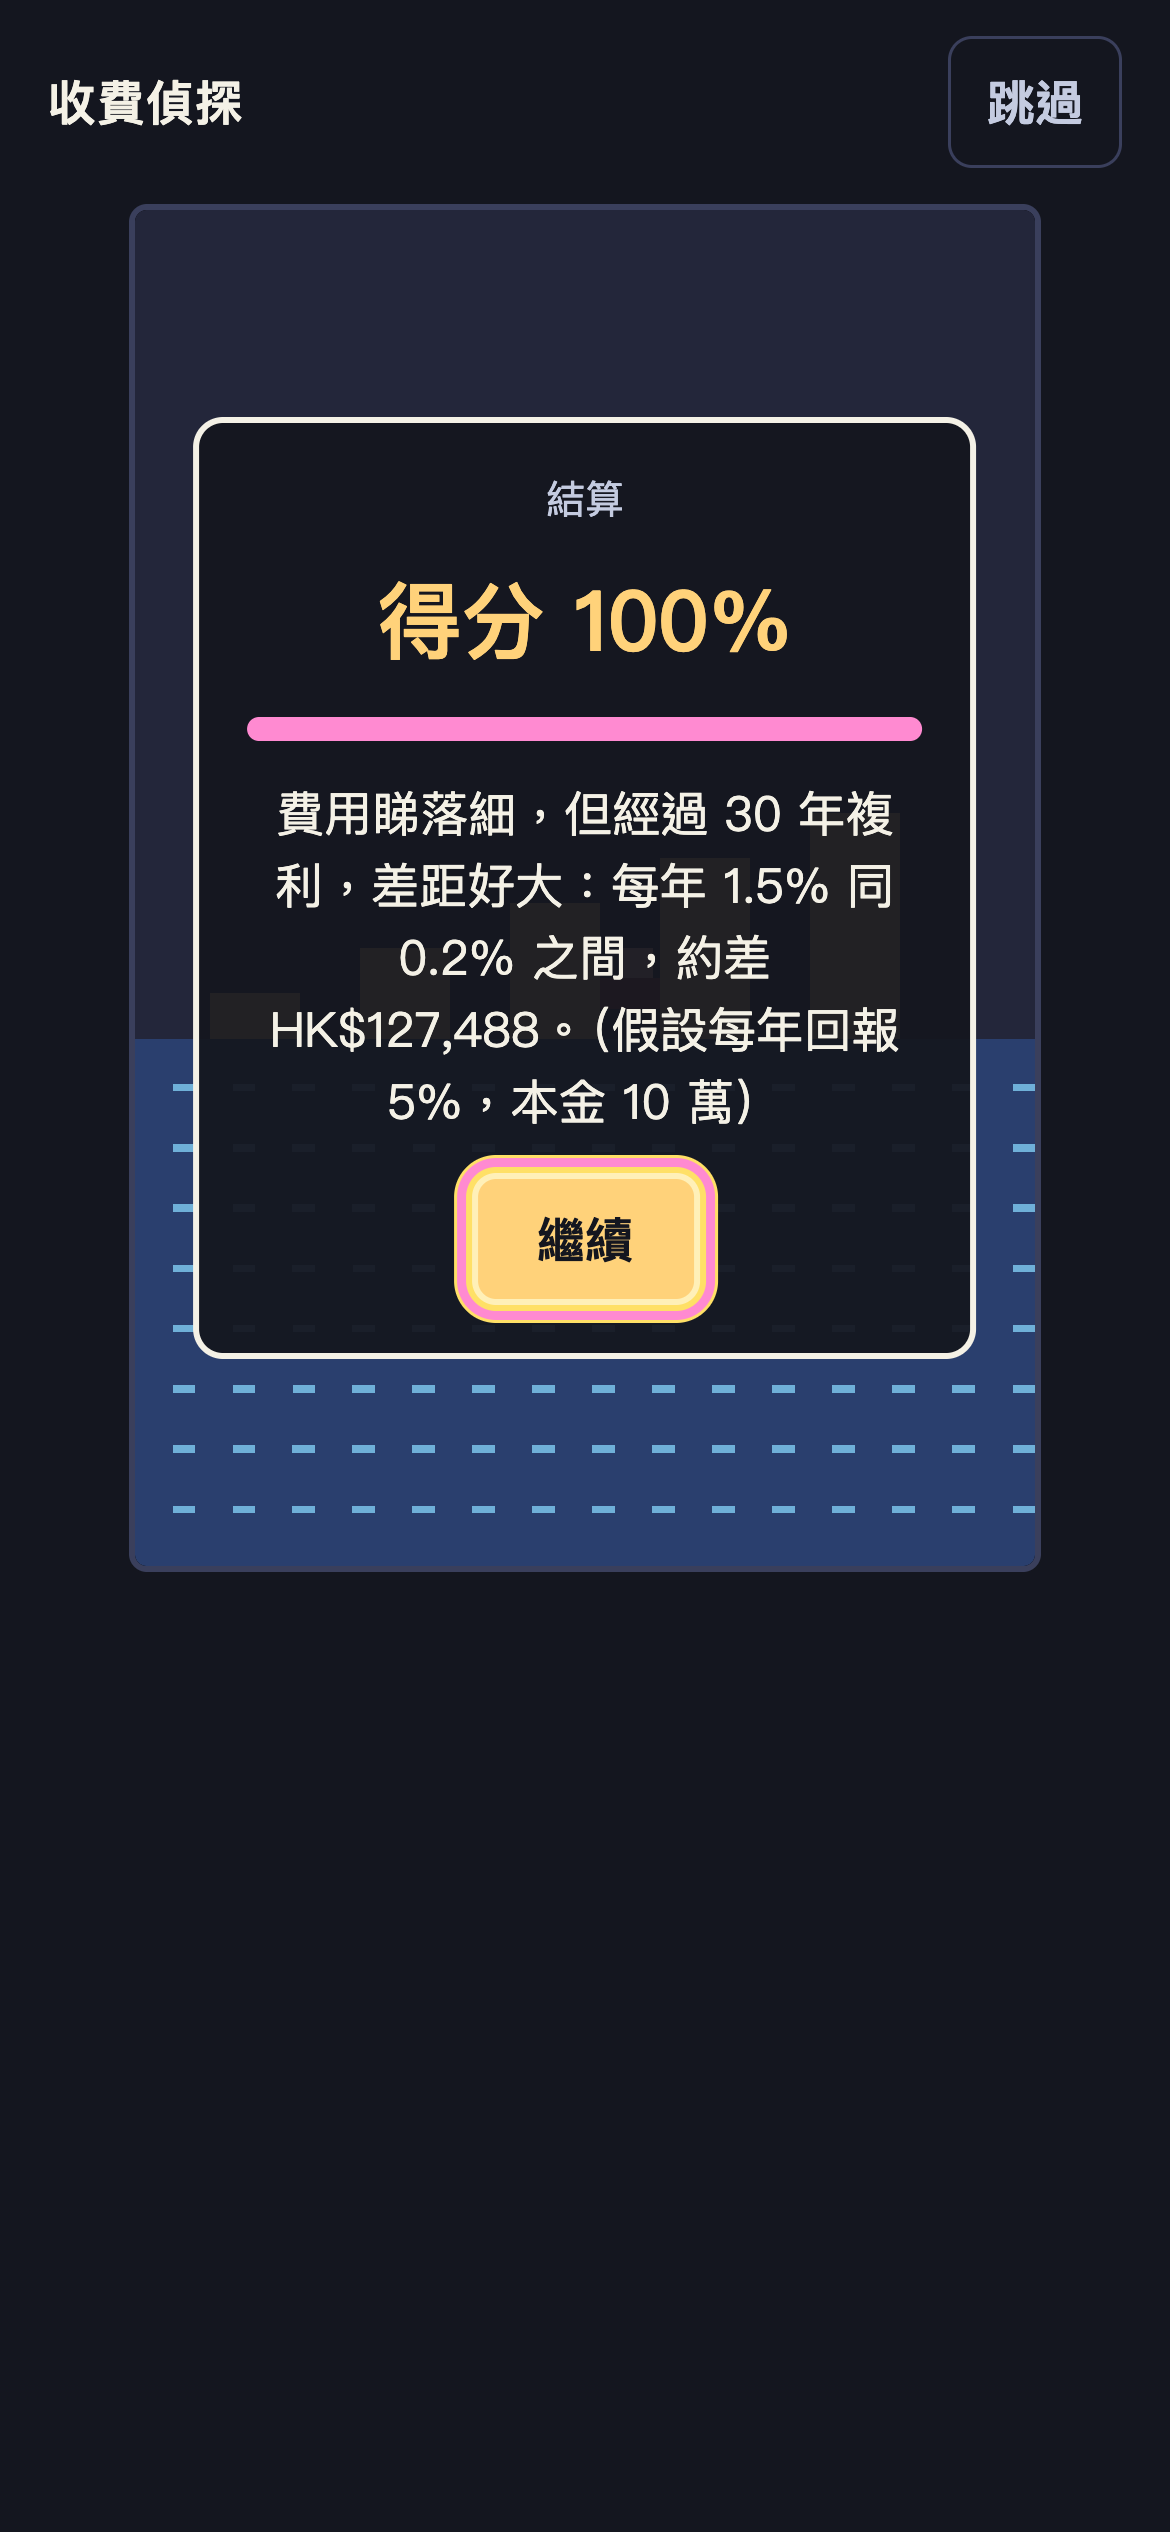 收費偵探
跳過
結算
得分 100%
費用睇落細，但經過 30 年複
利，差距好大：每年 1.5% 同
0.2% 之間，約差
HK$127,488。(假設每年回報
5%，本金 10 萬)
繼續